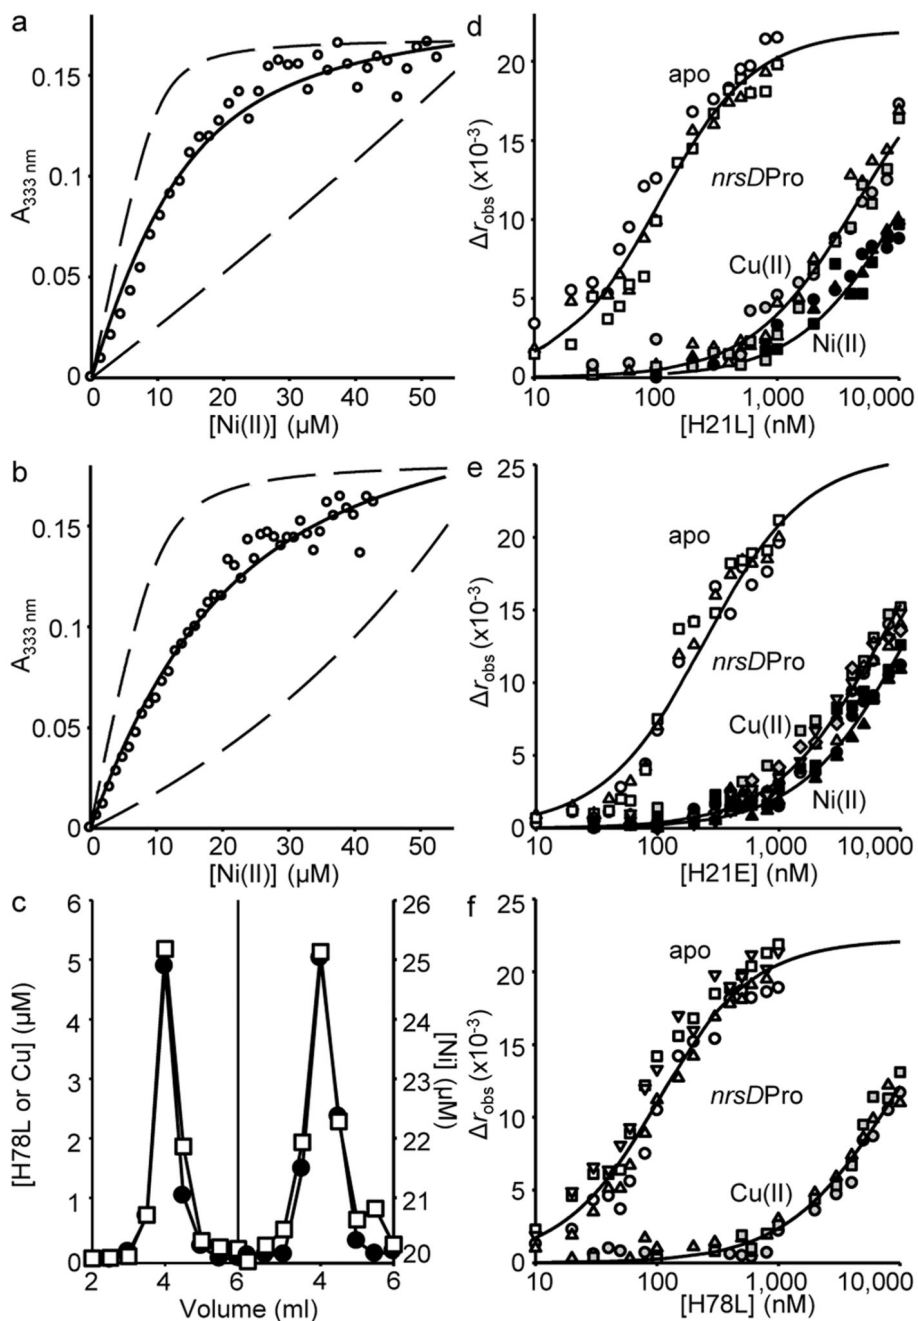 a
A333 nm
0.15
0.1
0.05
0
0 10 20 30 40 50
[Ni(II)] (µM)
b
A333 nm
0.15
0.1
0.05
0
0 10 20 30 40 50
[Ni(II)] (µM)
c
[H78L or Cu] (µM)
6
5
4
3
2
1
0
26
25
24
23
22
21
20
[Ni] (µM)
2 4 6 4 6
Volume (ml)
d
Δrobs (x10-3)
20
15
10
5
0
apo
nrsDPro
Cu(II)
Ni(II)
10 100 1,000 10,000
[H21L] (nM)
e
Δrobs (x10-3)
25
20
15
10
5
0
apo
nrsDPro
Cu(II)
Ni(II)
10 100 1,000 10,000
[H21E] (nM)
f
Δrobs (x10-3)
25
20
15
10
5
0
apo
nrsDPro
Cu(II)
10 100 1,000 10,000
[H78L] (nM)